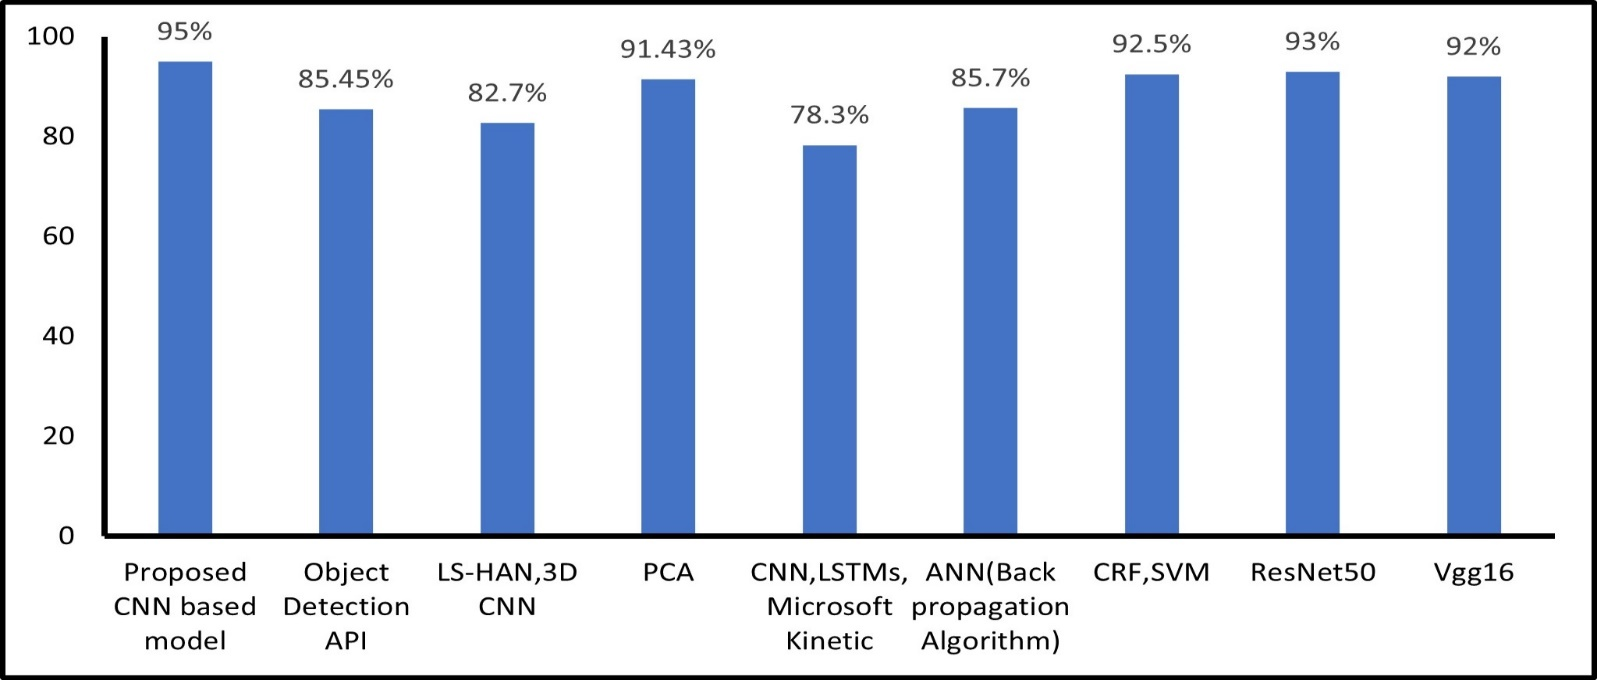 100
80
60
40
20
0
95%
85.45%
82.7%
91.43%
78.3%
85.7%
92.5%
93%
92%
Proposed
CNN based
model
Object
Detection
API
LS-HAN,3D
CNN
PCA
CNN,LSTMs,
Microsoft
Kinetic
ANN(Back
propagation
Algorithm)
CRF,SVM
ResNet50
Vgg16